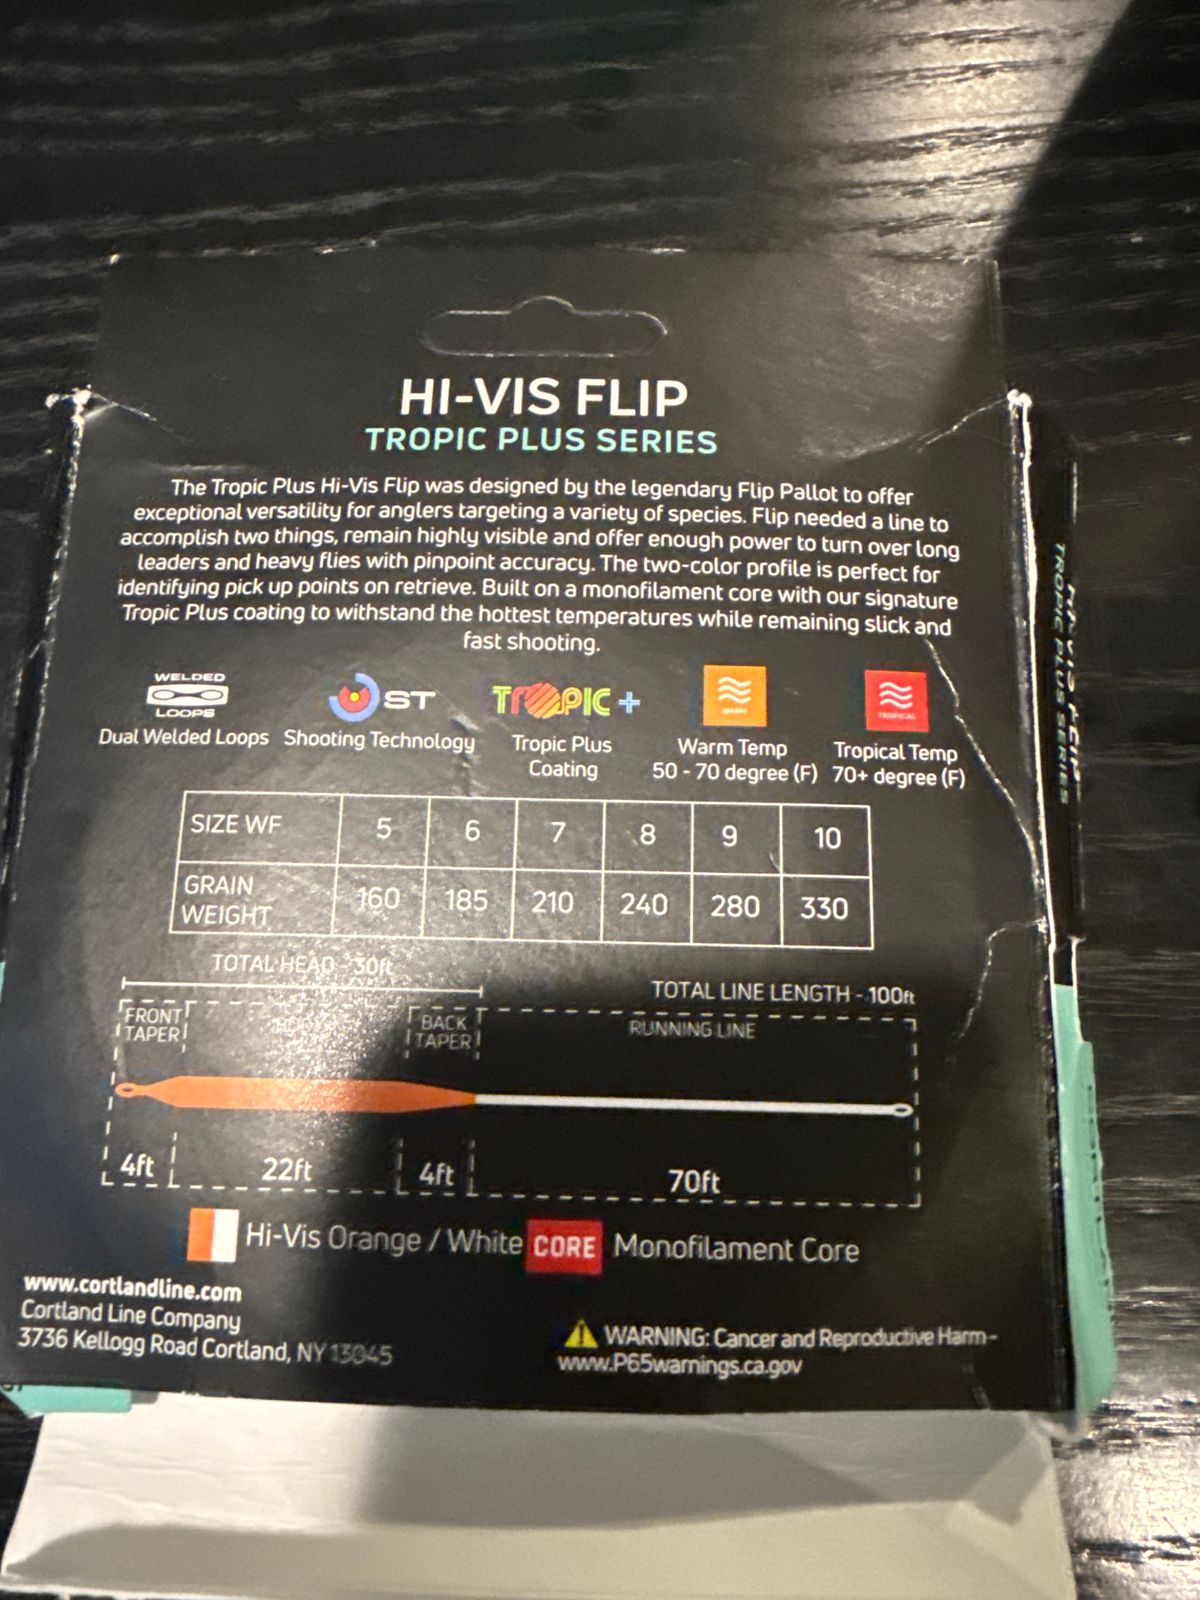 HI-VIS FLIP
TROPIC PLUS SERIES
The Tropic Plus Hi-Vis Flip was designed by the legendary Flip Pallot to offer
exceptional versatility for anglers targeting a variety of species. Flip needed a line to
accomplish two things, remain highly visible and offer enough power to turn over long
leaders and heavy flies with pinpoint accuracy. The two-color profile is perfect for
identifying pick up points on retrieve. Built on a monofilament core with our signature
Tropic Plus coating to withstand the hottest temperatures while remaining slick and
fast shooting.
WELDED
LOOPS
Dual Welded Loops
ST
Shooting Technology
TROPIC +
Tropic Plus
Coating
WARM
Warm Temp
50 - 70 degree (F)
TROPICAL
Tropical Temp
70+ degree (F)
SIZE WF 5 6 7 8 9 10
GRAIN
WEIGHT 160 185 210 240 280 330
TOTAL HEAD - 30ft
TOTAL LINE LENGTH - 100ft
FRONT
TAPER
BACK
TAPER
RUNNING LINE
4ft 22ft 4ft 70ft
Hi-Vis Orange / White CORE Monofilament Core
www.cortlandline.com
Cortland Line Company
3736 Kellogg Road Cortland, NY 13045
WARNING: Cancer and Reproductive Harm-
www.P65warnings.ca.gov
HI-VIS FLIP
TROPIC PLUS SERIES